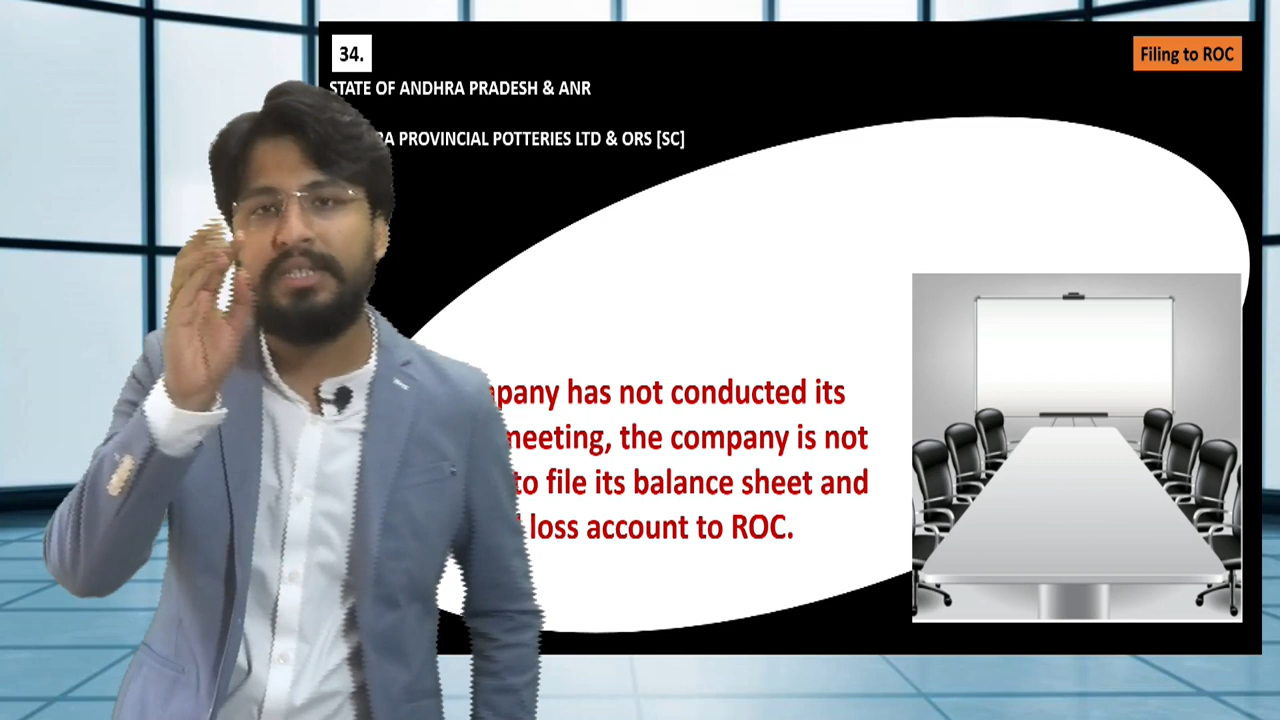 34.
Filing to ROC
STATE OF ANDHRA PRADESH & ANR
PROVINCIAL POTTERIES LTD & ORS [SC]
has not conducted its
meeting, the company is not
to file its balance sheet and
loss account to ROC.